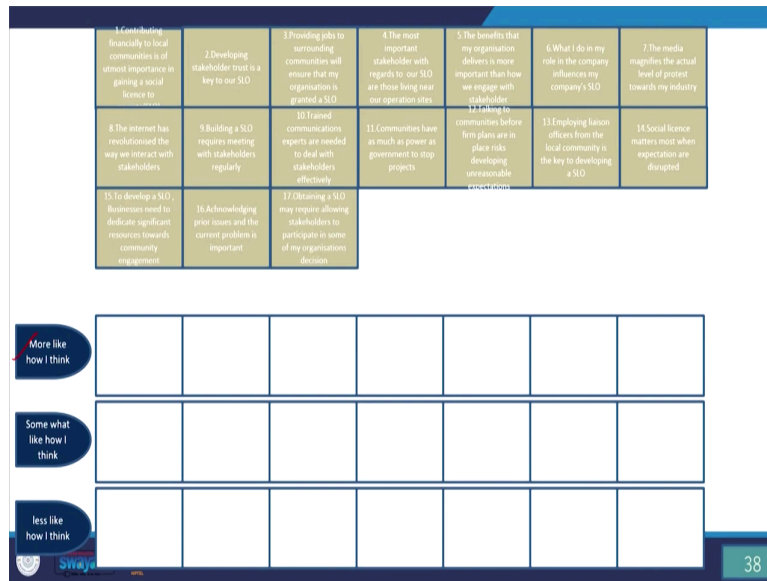 1.Contributing
financially to local
communities is of
utmost importance in
gaining a social
licence to
2.Developing
stakeholder trust is a
key to our SLO
3.Providing jobs to
surrounding
communities will
ensure that my
organisation is
granted a SLO
4.The most
important
stakeholder with
regards to our SLO
are those living near
our operation sites
5.The benefits that
my organisation
delivers is more
important than how
we engage with
stakeholder
6.What I do in my
role in the company
influences my
company's SLO
7.The media
magnifies the actual
level of protest
towards my industry
8.The internet has
revolutionised the
way we interact with
stakeholders
9.Building a SLO
requires meeting
with stakeholders
regularly
10.Trained
communications
experts are needed
to deal with
stakeholders
effectively
11.Communities have
as much as power as
government to stop
projects
12.Talking to
communities before
firm plans are in
place risks
developing
unreasonable
expectations
13.Employing liaison
officers from the
local community is
the key to developing
a SLO
14.Social licence
matters most when
expectation are
disrupted
15.To develop a SLO ,
Businesses need to
dedicate significant
resources towards
community
engagement
16.Achnowledging
prior issues and the
current problem is
important
17.Obtaining a SLO
may require allowing
stakeholders to
participate in some
of my organisations
decision
More like
how I think
Some what
like how I
think
less like
how I think
swaya
NPTEL
38